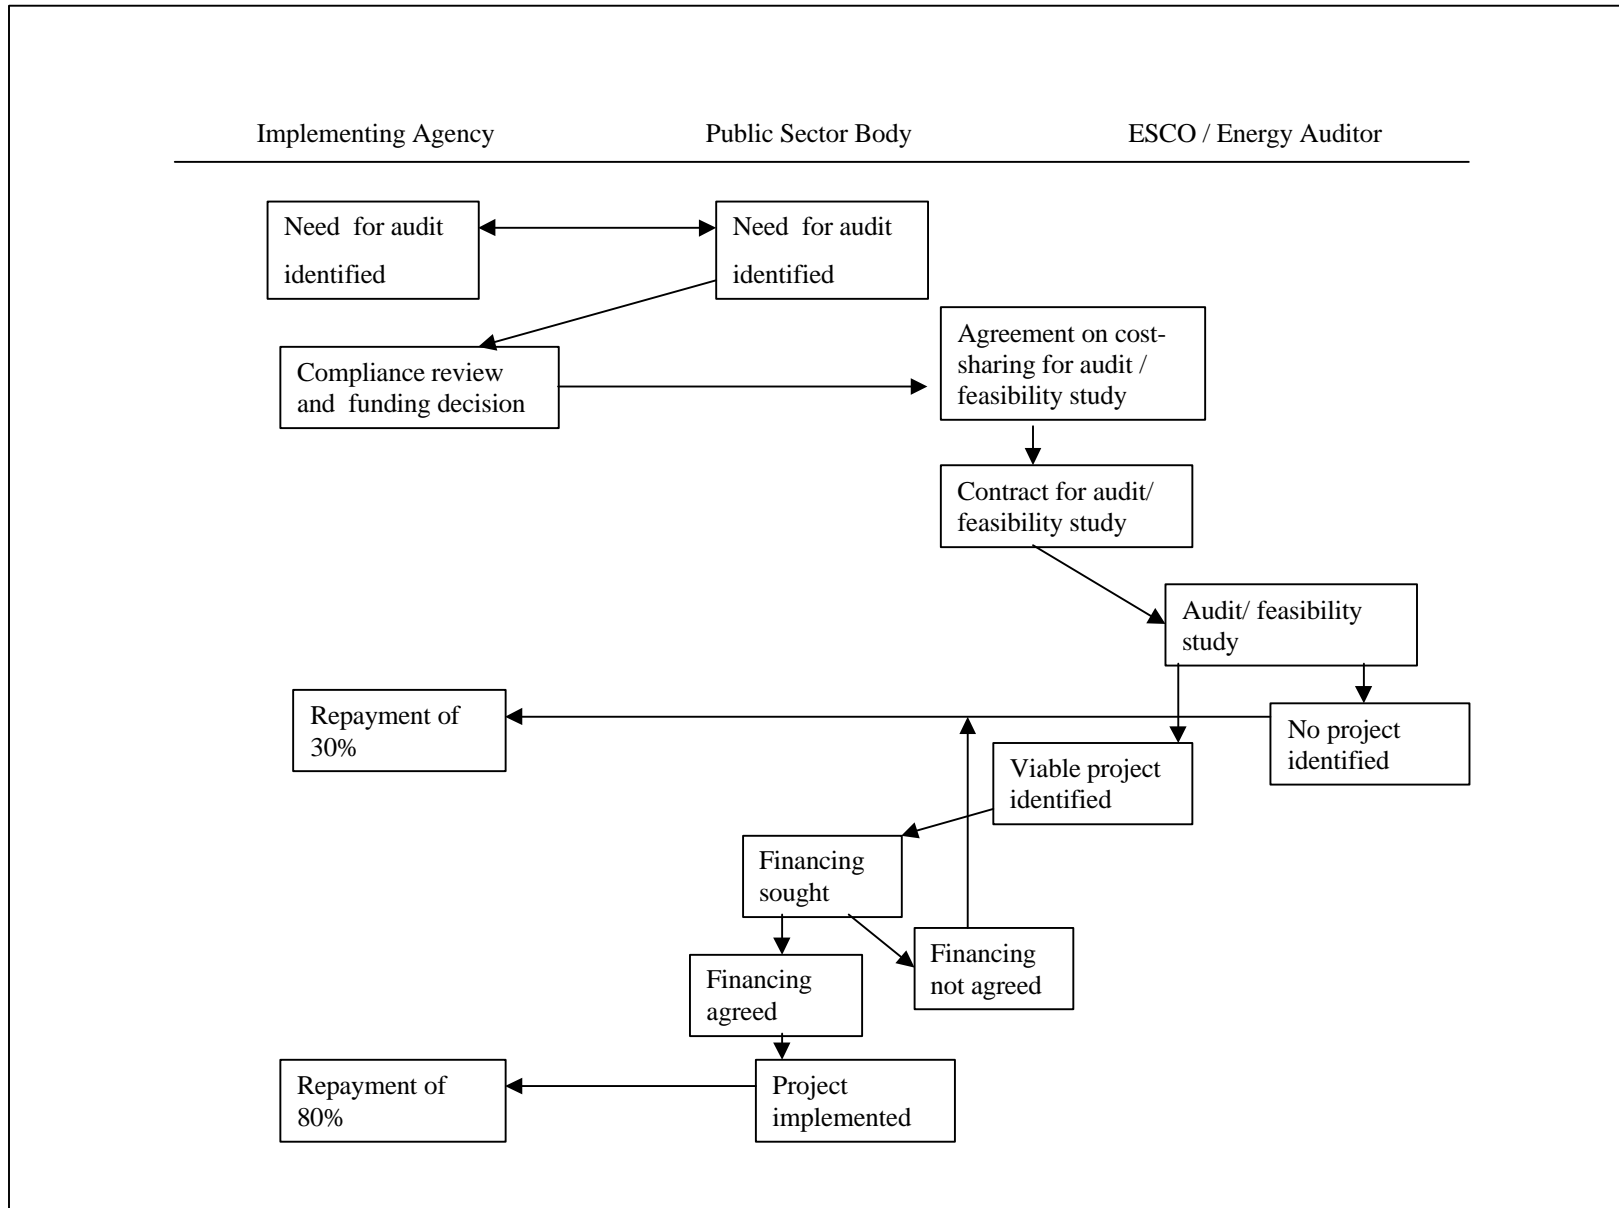 Implementing Agency
Public Sector Body
ESCO / Energy Auditor
Need for audit
identified
Need for audit
identified
Agreement on cost-
sharing for audit /
feasibility study
Compliance review
and funding decision
Contract for audit/
feasibility study
Audit/ feasibility
study
Repayment of
30%
No project
identified
Viable project
identified
Financing
sought
Financing
not agreed
Financing
agreed
Repayment of
80%
Project
implemented